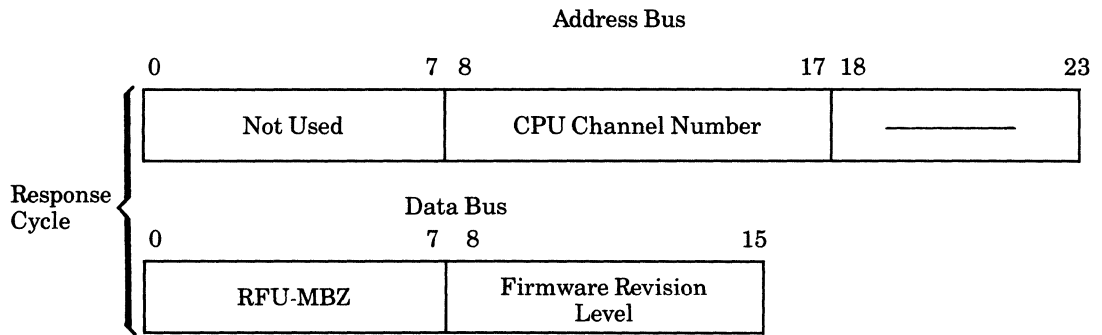 Address Bus
0 7 8 17 18 23
Not Used CPU Channel Number
Response
Cycle
Data Bus
0 7 8 15
RFU-MBZ Firmware Revision
Level